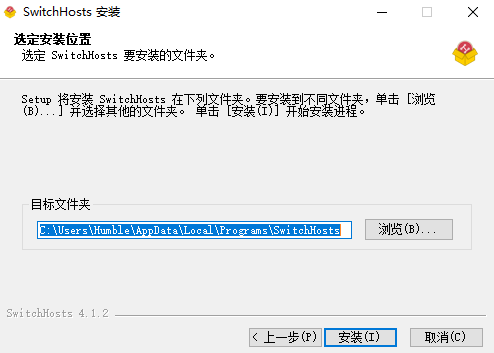 SwitchHosts 安装
选定安装位置
选定 SwitchHosts 要安装的文件夹。
Setup 将安装 SwitchHosts 在下列文件夹。要安装到不同文件夹，单击 [浏览
(B)...] 并选择其他的文件夹。 单击 [安装(I)] 开始安装进程。
目标文件夹
C:\Users\Humble\AppData\Local\Programs\SwitchHosts
浏览(B)...
SwitchHosts 4.1.2
< 上一步(P)
安装(I)
取消(C)